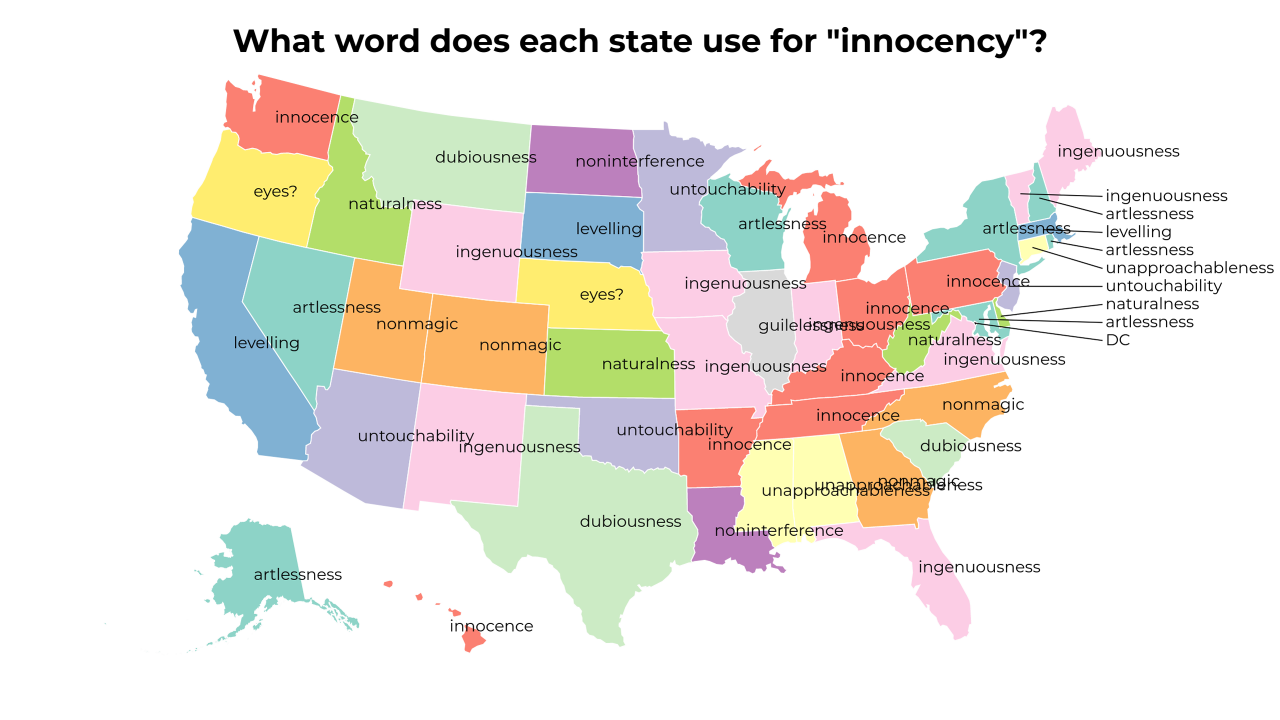 What word does each state use for "innocency"?
innocence
dubiousness
noninterference
ingenuousness
eyes?
naturalness
untouchability
artlessness
ingenuousness
artlessness
levelling
artlessness
unapproachableness
untouchability
naturalness
artlessness
DC
ingenuousness
levelling
artlessness
innocence
artlessness
innocence
artlessness
nonmagic
eyes?
ingenuousness
guilelessness
ingenuousness
innocence
levelling
nonmagic
naturalness
ingenuousness
innocence
naturalness
ingenuousness
untouchability
ingenuousness
untouchability
innocence
innocence
nonmagic
dubiousness
unapproachableness
unapproachableness
nonmagic
dubiousness
noninterference
ingenuousness
artlessness
innocence